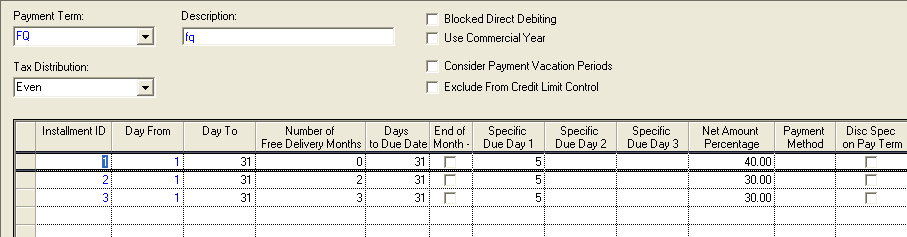 Payment Term: Description:
FQ fq
Blocked Direct Debiting
Use Commercial Year
Tax Distribution:
Even
Consider Payment Vacation Periods
Exclude From Credit Limit Control
Installment ID Day From Day To Number of Free Delivery Months Days to Due Date End of Month - Specific Due Day 1 Specific Due Day 2 Specific Due Day 3 Net Amount Percentage Payment Method Disc Spec on Pay Term
1 1 31 0 31 5 40.00
2 1 31 2 31 5 30.00
3 1 31 3 31 5 30.00